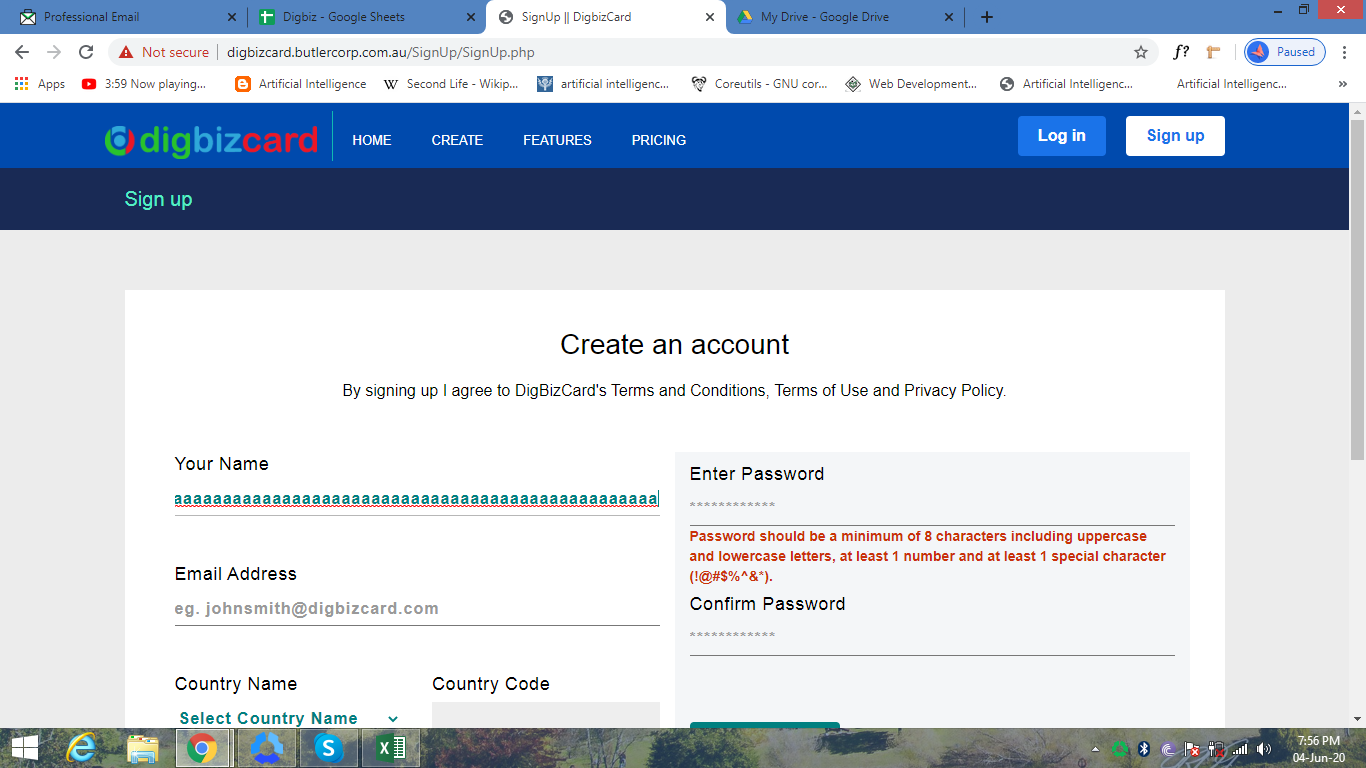 Professional Email
Digbiz - Google Sheets
SignUp || DigbizCard
My Drive - Google Drive
Not secure
digbizcard.butlercorp.com.au/SignUp/SignUp.php
f?
Paused
Apps
3:59 Now playing...
Artificial Intelligence
Second Life - Wikip...
artificial intelligenc...
Coreutils - GNU cor...
Web Development...
Artificial Intelligenc...
Artificial Intelligenc...
»
digbizcard
HOME
CREATE
FEATURES
PRICING
Log in
Sign up
Sign up
Create an account
By signing up I agree to DigBizCard's Terms and Conditions, Terms of Use and Privacy Policy.
Your Name
Email Address
eg. johnsmith@digbizcard.com
Country Name
Country Code
Select Country Name
Enter Password
************
Password should be a minimum of 8 characters including uppercase
and lowercase letters, at least 1 number and at least 1 special character
(!@#$%^&*).
Confirm Password
************
7:56 PM
04-Jun-20